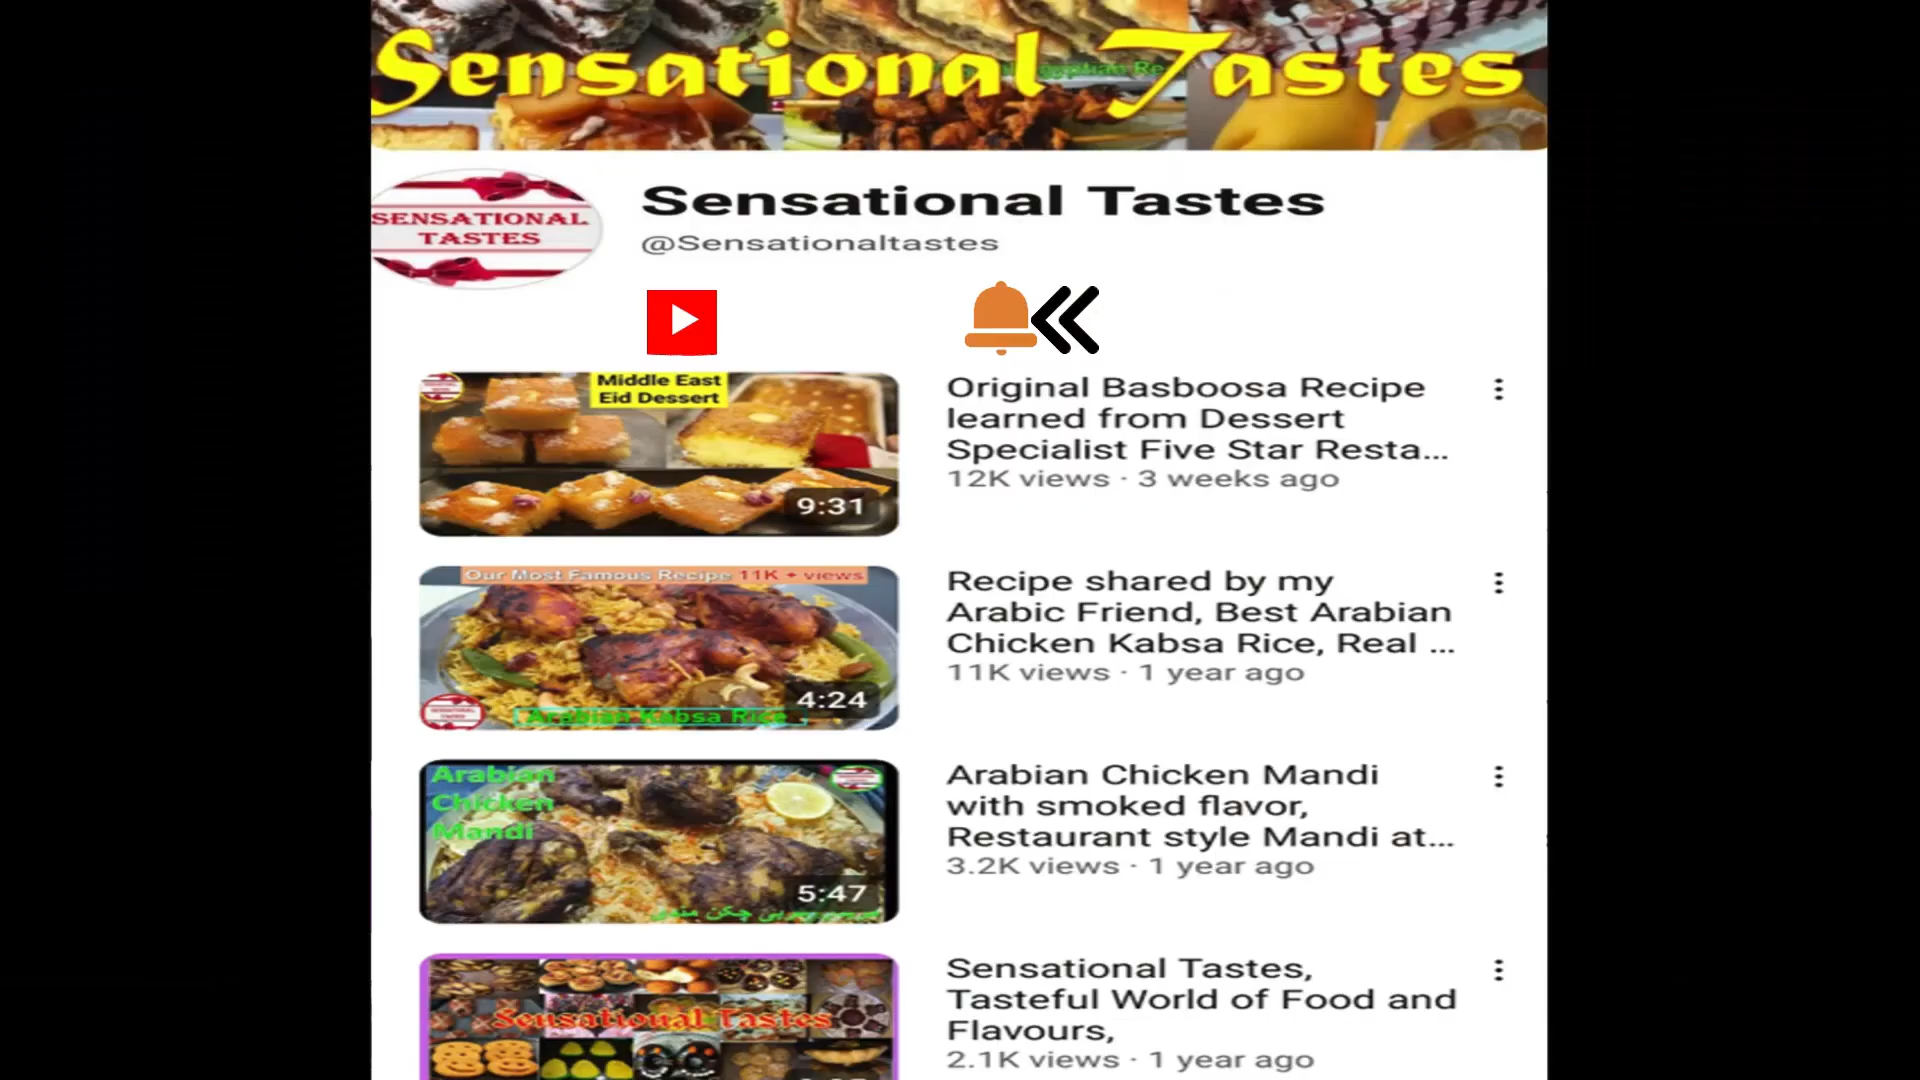 Sensational Tastes
SENSATIONAL
TASTES
Sensational Tastes
@Sensationaltastes
Middle East
Eid Dessert
9:31
Original Basboosa Recipe
learned from Dessert
Specialist Five Star Resta...
12K views · 3 weeks ago
Our Most Famous Recipe 11K + views
4:24
Arabian Kabsa Rice
Recipe shared by my
Arabic Friend, Best Arabian
Chicken Kabsa Rice, Real ...
11K views · 1 year ago
Arabian
Chicken
Mandi
5:47
چکن مندی
Arabian Chicken Mandi
with smoked flavor,
Restaurant style Mandi at...
3.2K views · 1 year ago
Sensational Tastes
Sensational Tastes,
Tasteful World of Food and
Flavours,
2.1K views · 1 year ago